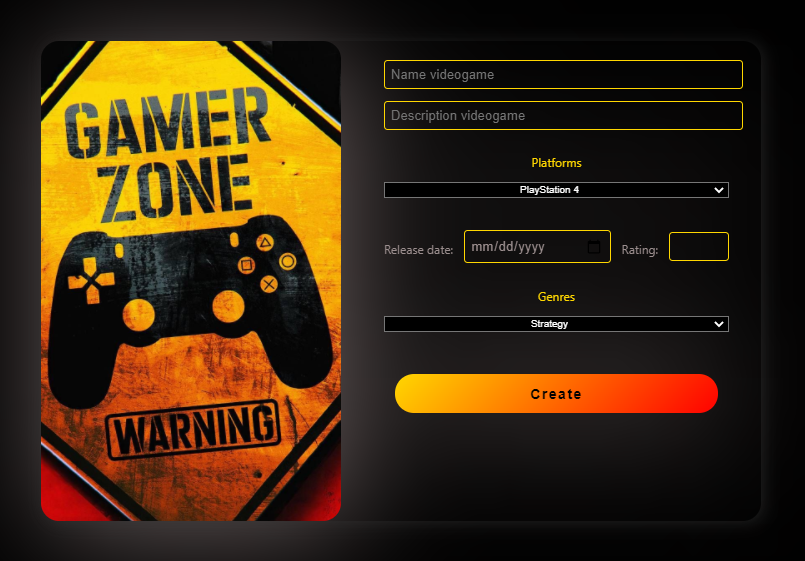 GAMER
ZONE
WARNING
Name videogame
Description videogame
Platforms
PlayStation 4
Release date: mm/dd/yyyy Rating:
Genres
Strategy
Create